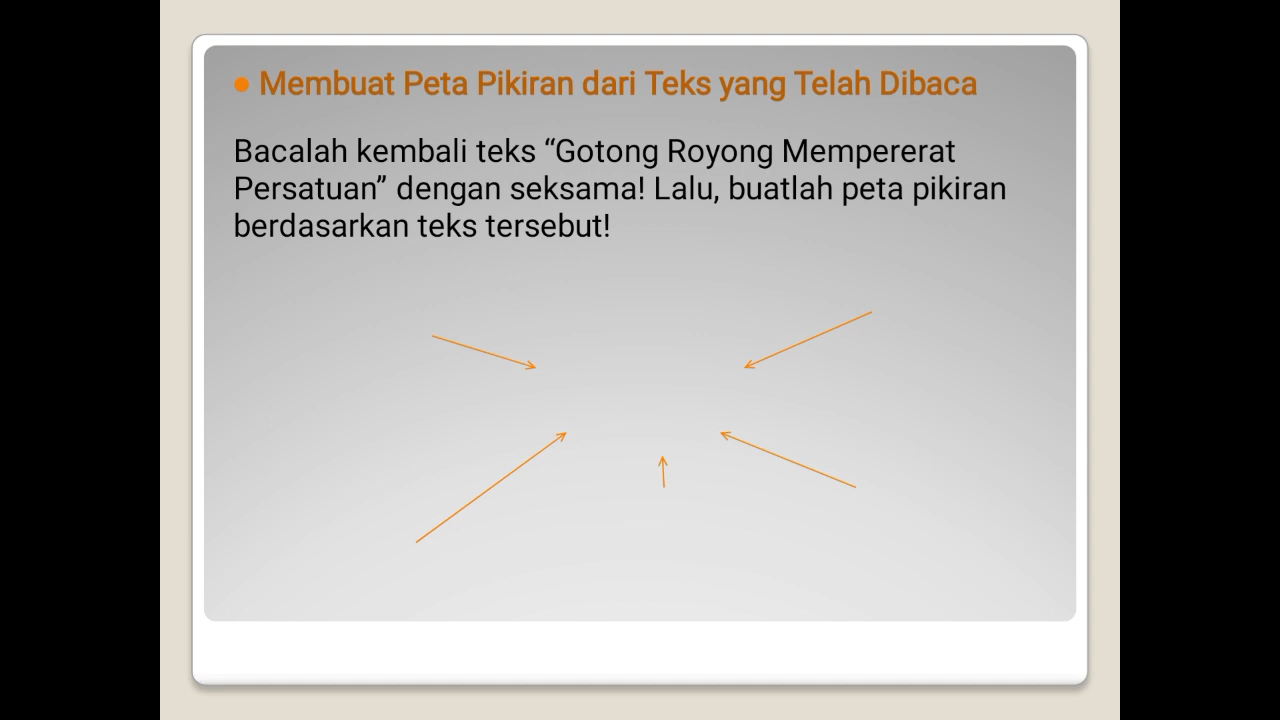 Membuat Peta Pikiran dari Teks yang Telah Dibaca
Bacalah kembali teks “Gotong Royong Mempererat
Persatuan” dengan seksama! Lalu, buatlah peta pikiran
berdasarkan teks tersebut!